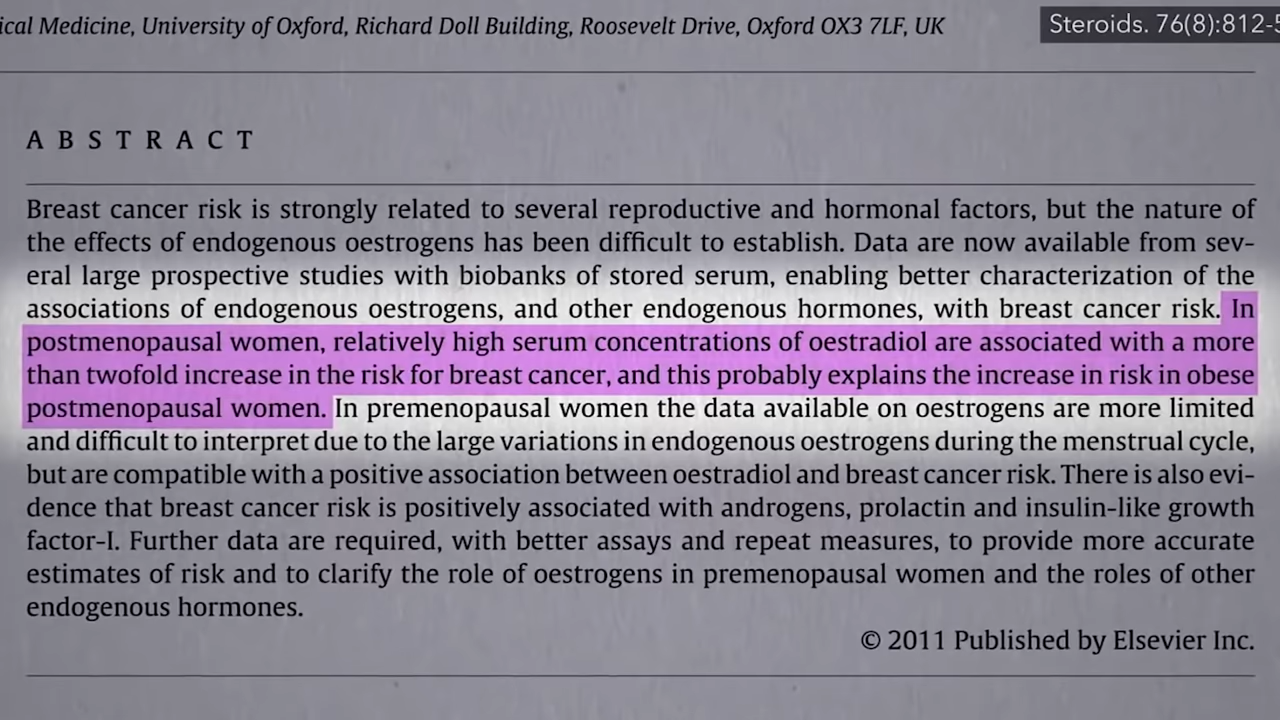 ical Medicine, University of Oxford, Richard Doll Building, Roosevelt Drive, Oxford OX3 7LF, UK
Steroids. 76(8):812-5
A B S T R A C T
Breast cancer risk is strongly related to several reproductive and hormonal factors, but the nature of
the effects of endogenous oestrogens has been difficult to establish. Data are now available from sev-
eral large prospective studies with biobanks of stored serum, enabling better characterization of the
associations of endogenous oestrogens, and other endogenous hormones, with breast cancer risk. In
postmenopausal women, relatively high serum concentrations of oestradiol are associated with a more
than twofold increase in the risk for breast cancer, and this probably explains the increase in risk in obese
postmenopausal women. In premenopausal women the data available on oestrogens are more limited
and difficult to interpret due to the large variations in endogenous oestrogens during the menstrual cycle,
but are compatible with a positive association between oestradiol and breast cancer risk. There is also evi-
dence that breast cancer risk is positively associated with androgens, prolactin and insulin-like growth
factor-I. Further data are required, with better assays and repeat measures, to provide more accurate
estimates of risk and to clarify the role of oestrogens in premenopausal women and the roles of other
endogenous hormones.
© 2011 Published by Elsevier Inc.